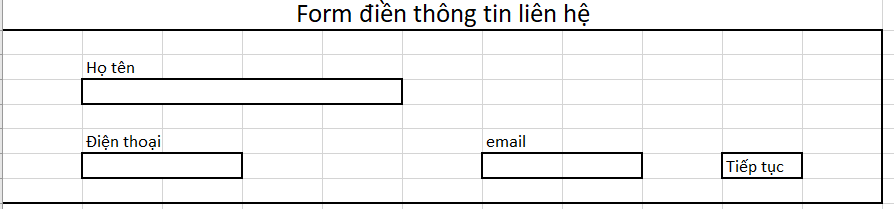 Form điền thông tin liên hệ
Họ tên
Điện thoại
email
Tiếp tục